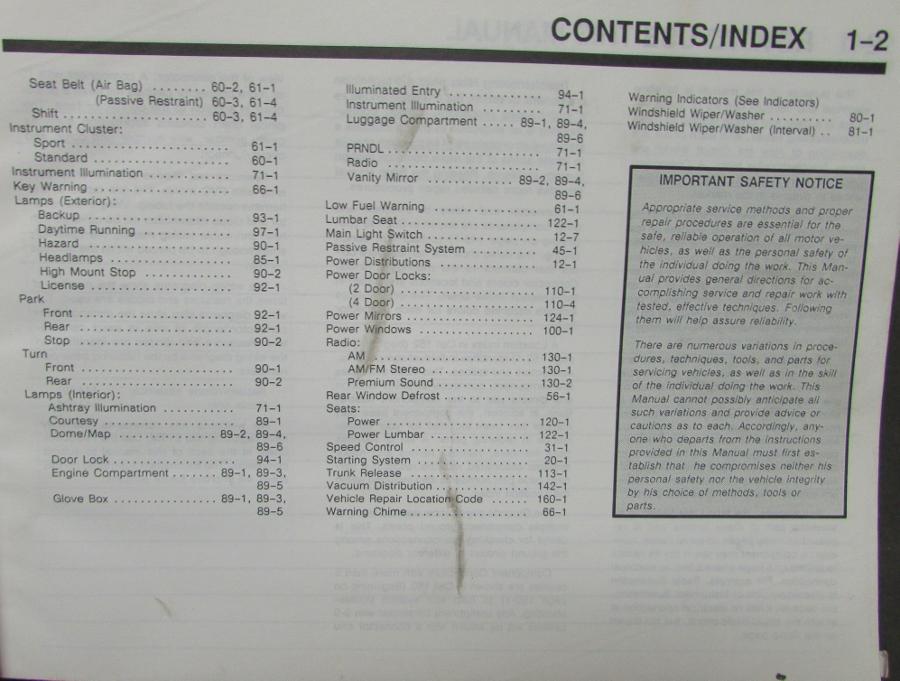 CONTENTS/INDEX 1-2
Seat Belt (Air Bag) ........ 60-2, 61-1
(Passive Restraint) 60-3, 61-4
Shift ..................... 60-3, 61-4
Instrument Cluster:
Sport ....................... 61-1
Standard .................... 60-1
Instrument Illumination ............ 71-1
Key Warning .................... 66-1
Lamps (Exterior):
Backup ..................... 93-1
Daytime Running ............. 97-1
Hazard ..................... 90-1
Headlamps .................. 85-1
High Mount Stop ............. 90-2
License ..................... 92-1
Park
Front ....................... 92-1
Rear ....................... 92-1
Stop ....................... 90-2
Turn
Front ....................... 90-1
Rear ....................... 90-2
Lamps (Interior):
Ashtray Illumination ........... 71-1
Courtesy .................... 89-1
Dome/Map .............. 89-2, 89-4,
89-6
Door Lock ................... 94-1
Engine Compartment ....... 89-1, 89-3,
89-5
Glove Box ............... 89-1, 89-3,
89-5
Illuminated Entry .............. 94-1
Instrument Illumination ........... 71-1
Luggage Compartment ..... 89-1, 89-4,
89-6
PRNDL ....................... 71-1
Radio ....................... 71-1
Vanity Mirror ............ 89-2, 89-4,
89-6
Low Fuel Warning ................ 61-1
Lumbar Seat .................... 122-1
Main Light Switch ................ 12-7
Passive Restraint System ........... 45-1
Power Distributions ................ 12-1
Power Door Locks:
(2 Door) ..................... 110-1
(4 Door) ..................... 110-4
Power Mirrors ................... 124-1
Power Windows ................. 100-1
Radio:
AM ......................... 130-1
AM/FM Stereo ................ 130-1
Premium Sound ............... 130-2
Rear Window Defrost .............. 56-1
Seats:
Power ...................... 120-1
Power Lumbar ............... 122-1
Speed Control ................... 31-1
Starting System .................. 20-1
Trunk Release ................... 113-1
Vacuum Distribution .............. 142-1
Vehicle Repair Location Code ...... 160-1
Warning Chime ................... 66-1
Warning Indicators (See Indicators)
Windshield Wiper/Washer .......... 80-1
Windshield Wiper/Washer (Interval) .. 81-1
IMPORTANT SAFETY NOTICE
Appropriate service methods and proper
repair procedures are essential for the
safe, reliable operation of all motor ve-
hicles, as well as the personal safety of
the individual doing the work. This Man-
ual provides general directions for ac-
complishing service and repair work with
tested, effective techniques. Following
them will help assure reliability.
There are numerous variations in proce-
dures, techniques, tools, and parts for
servicing vehicles, as well as in the skill
of the individual doing the work. This
Manual cannot possibly anticipate all
such variations and provide advice or
cautions as to each. Accordingly, any-
one who departs from the instructions
provided in this Manual must first es-
tablish that he compromises neither his
personal safety nor the vehicle integrity
by his choice of methods, tools or
parts.